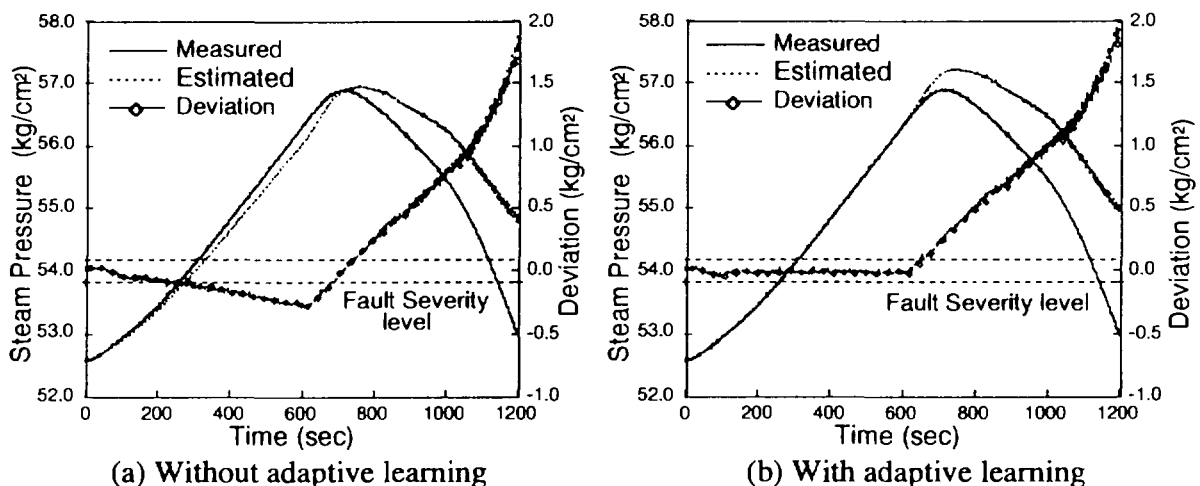 58.0
57.0
56.0
55.0
54.0
53.0
52.0
Steam Pressure (kg/cm²)
Measured
Estimated
Deviation
Fault Severity
level
2.0
1.5
1.0
0.5
0.0
-0.5
-1.0
Deviation (kg/cm²)
0 200 400 600 800 1000 1200
Time (sec)
(a) Without adaptive learning
58.0
57.0
56.0
55.0
54.0
53.0
52.0
Steam Pressure (kg/cm²)
Measured
Estimated
Deviation
Fault Severity level
2.0
1.5
1.0
0.5
0.0
-0.5
-1.0
Deviation (kg/cm²)
0 200 400 600 800 1000 1200
Time (sec)
(b) With adaptive learning